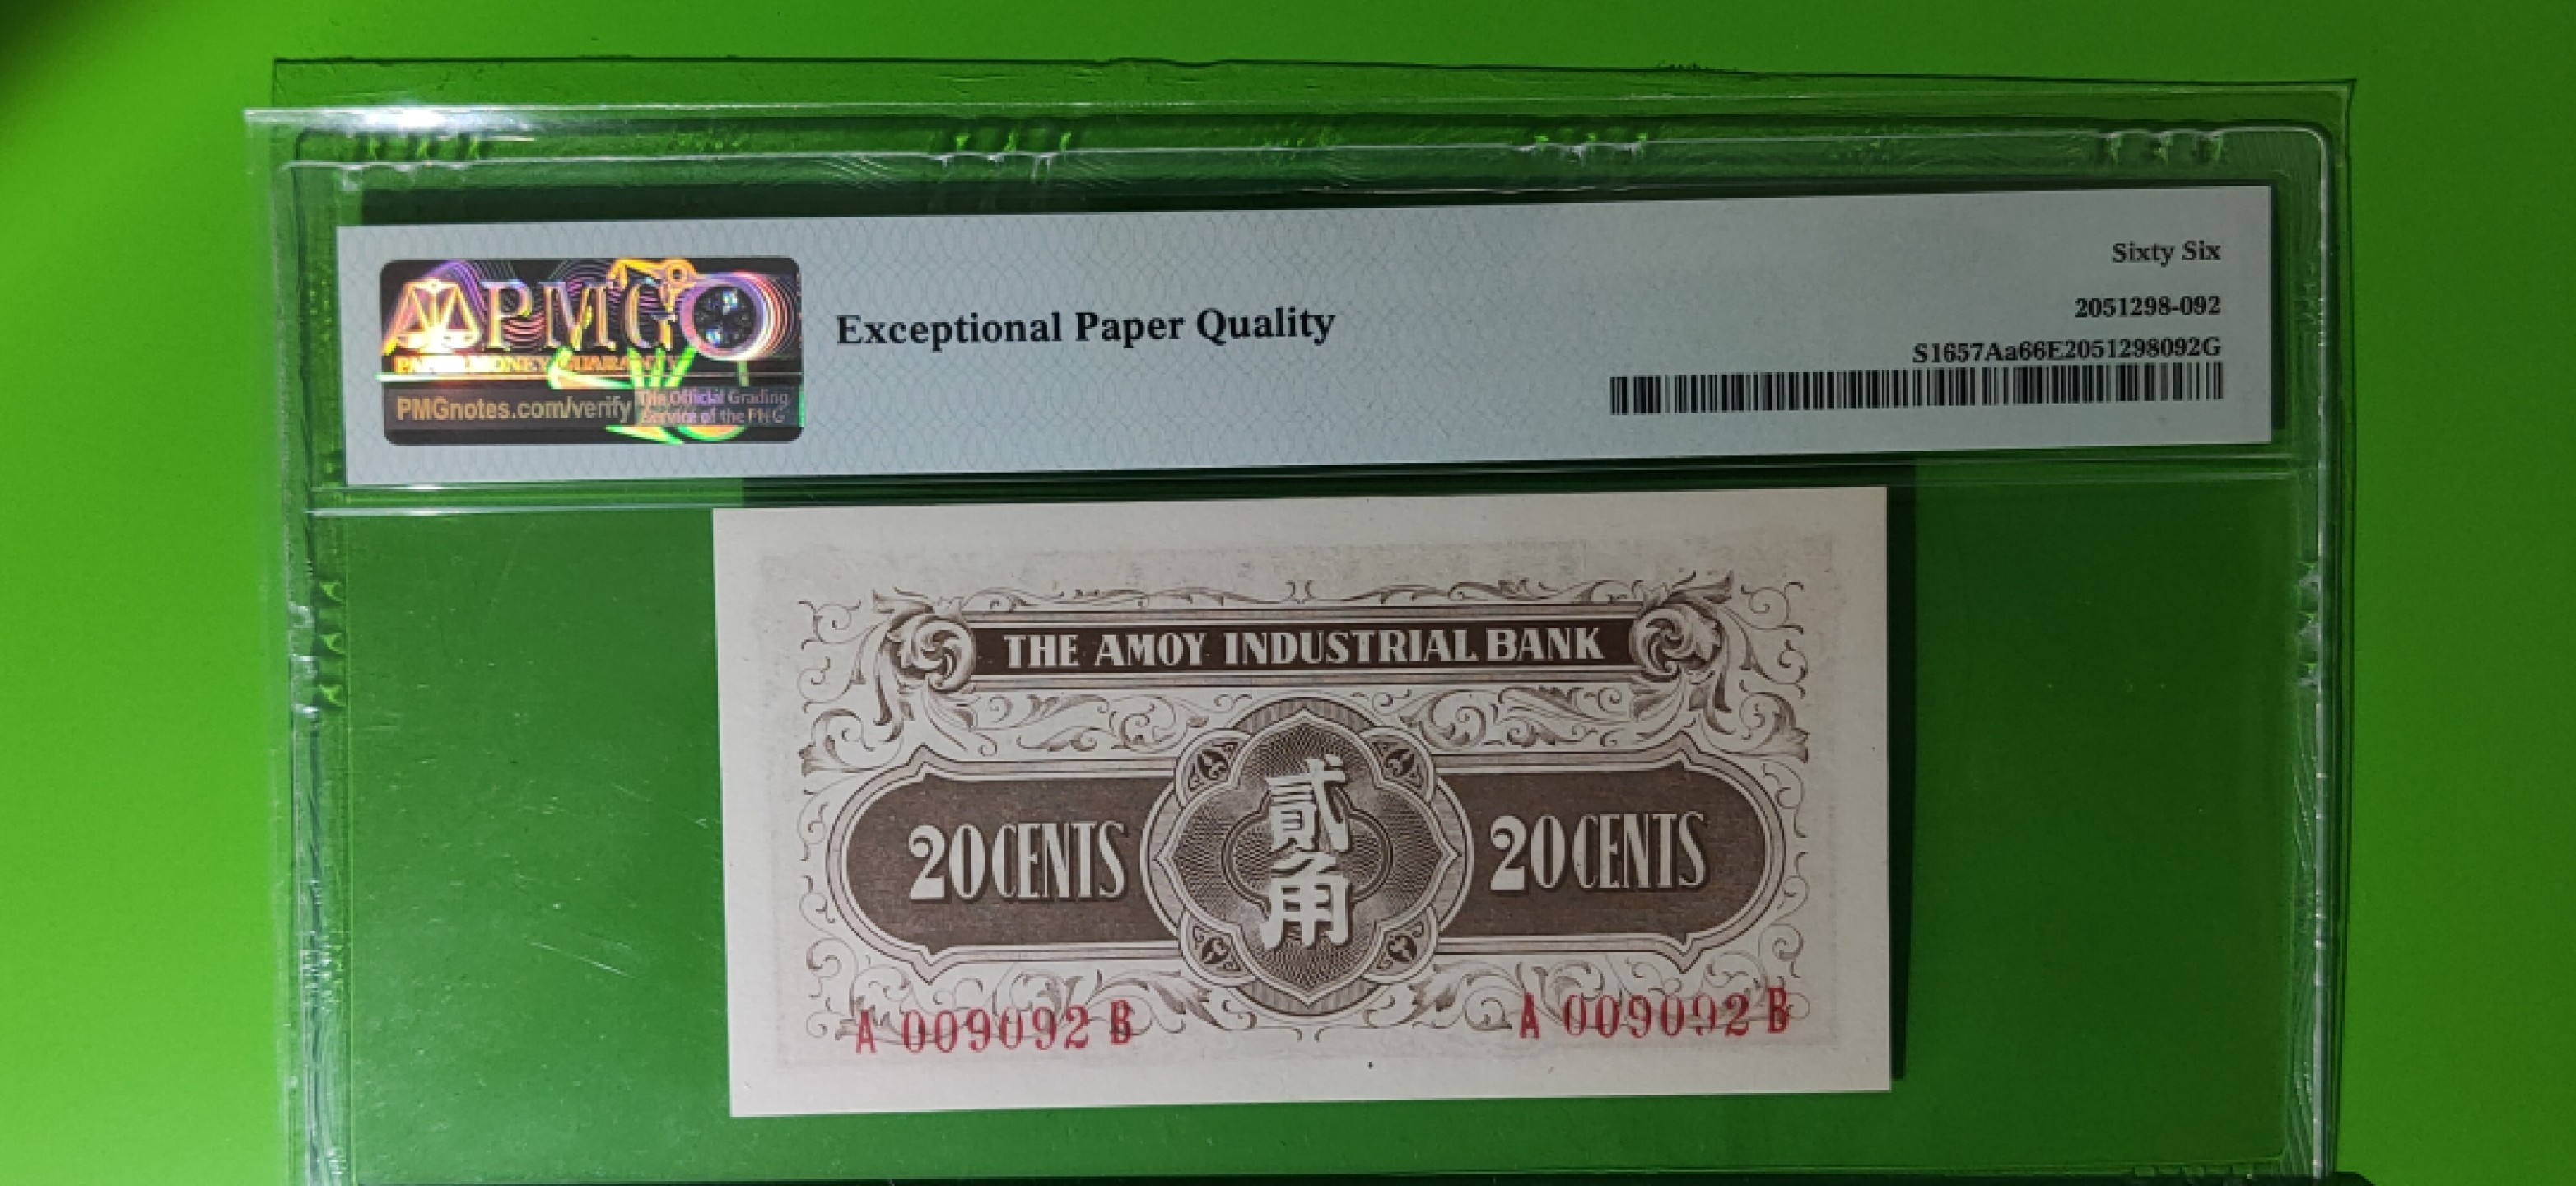 PMG
PAPER MONEY GUARANTY
PMGnotes.com/verify
The Official Grading
Service of the PNG
Exceptional Paper Quality
Sixty Six
2051298-092
S1657Aa66E2051298092G
THE AMOY INDUSTRIAL BANK
20 CENTS
貳角
20 CENTS
A 009092 B
A 009092 B